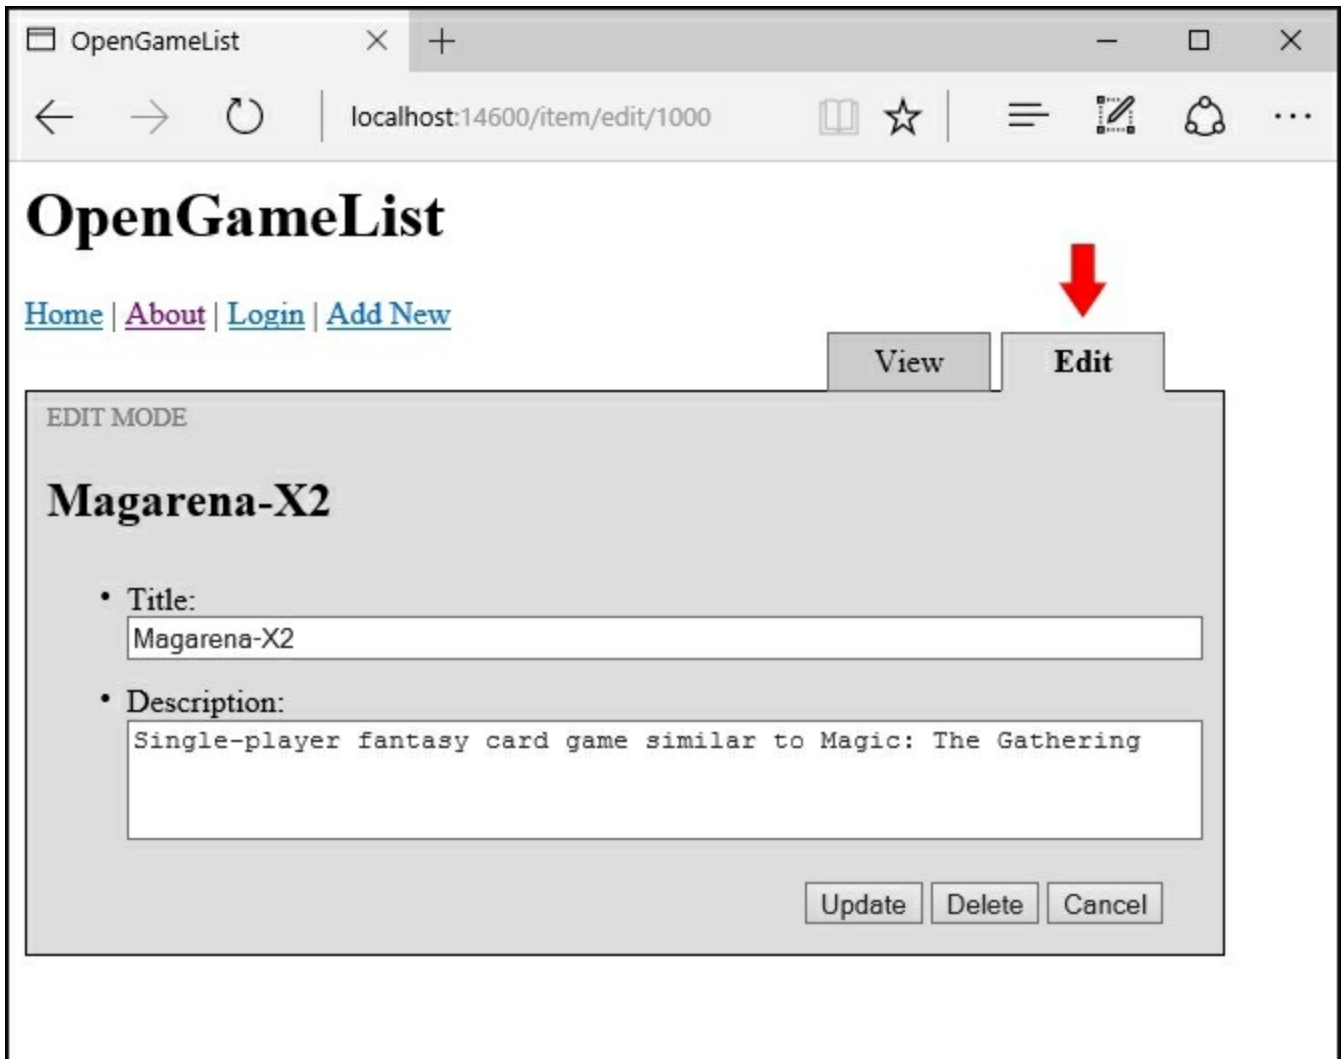 OpenGameList
localhost:14600/item/edit/1000
OpenGameList
Home | About | Login | Add New
View Edit
EDIT MODE
Magarena-X2
• Title:
Magarena-X2
• Description:
Single-player fantasy card game similar to Magic: The Gathering
Update Delete Cancel